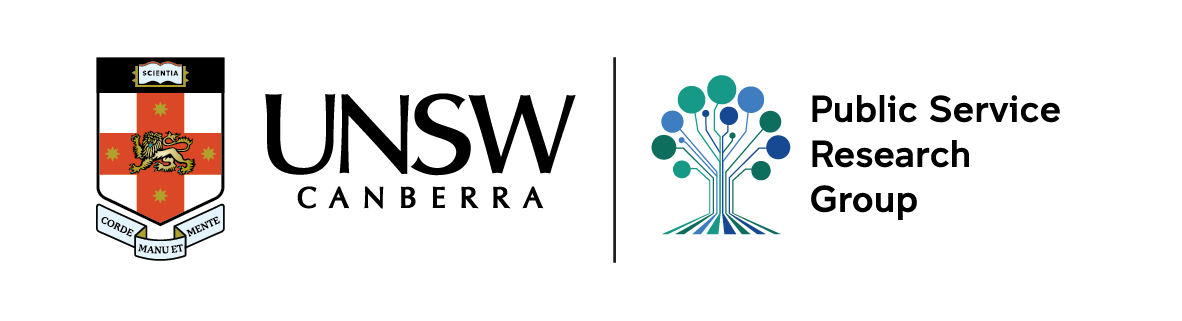 SCIENTIA
CORDE
MANU ET
MENTE
UNSW
CANBERRA
Public Service
Research
Group